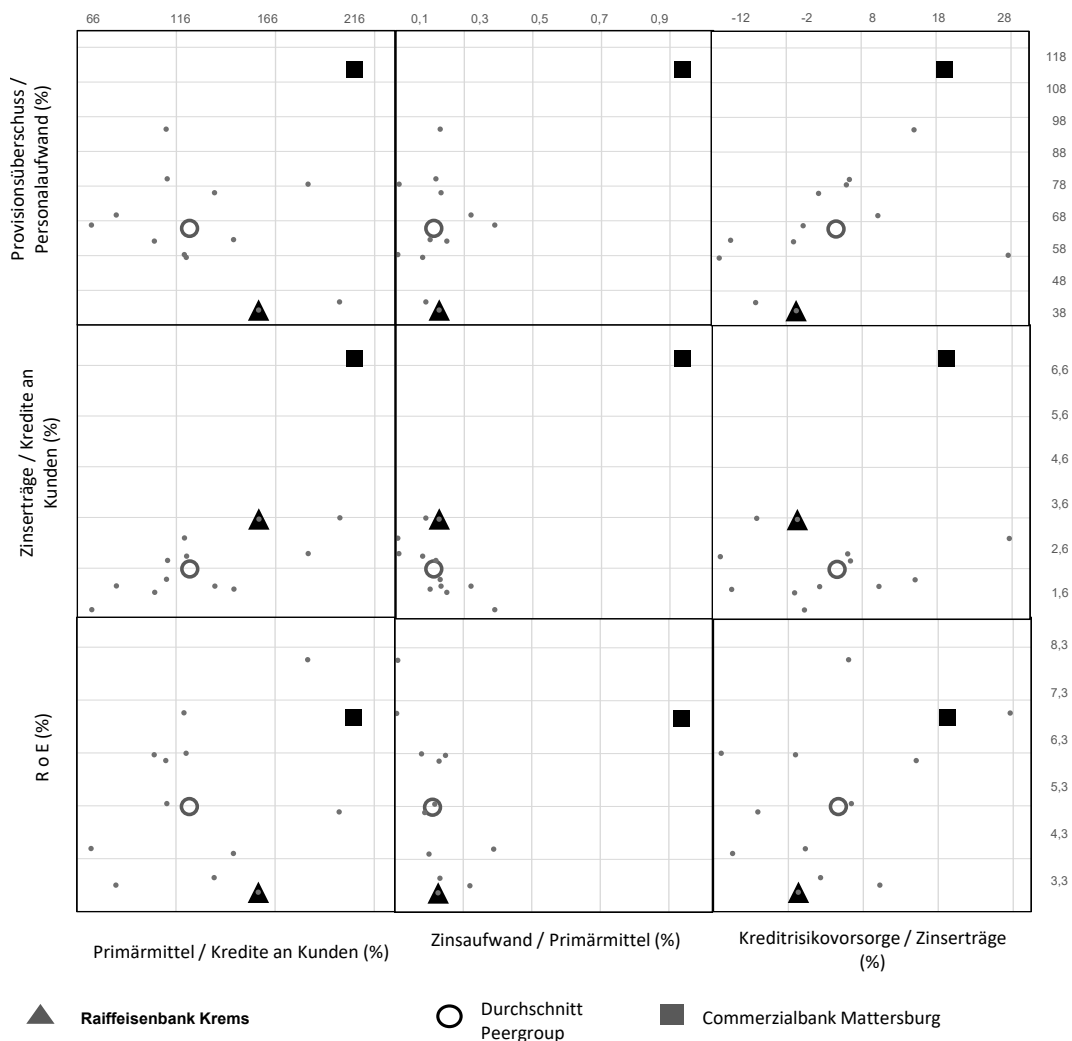 66 116 166 216 0,1 0,3 0,5 0,7 0,9 -12 -2 8 18 28
Provisionsüberschuss /
Personalaufwand (%)
118
108
98
88
78
68
58
48
38
Zinserträge / Kredite an
Kunden (%)
6,6
5,6
4,6
3,6
2,6
1,6
R o E (%)
8,3
7,3
6,3
5,3
4,3
3,3
Primärmittel / Kredite an Kunden (%)
Zinsaufwand / Primärmittel (%)
Kreditrisikovorsorge / Zinserträge
(%)
Raiffeisenbank Krems
Durchschnitt
Peergroup
Commerzialbank Mattersburg